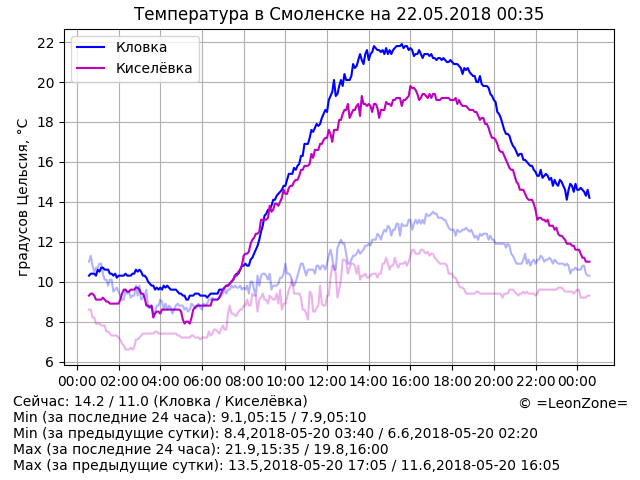 Температура в Смоленске на 22.05.2018 00:35
Кловка
Киселёвка
градусов Цельсия, °C
22
20
18
16
14
12
10
8
6
00:00 02:00 04:00 06:00 08:00 10:00 12:00 14:00 16:00 18:00 20:00 22:00 00:00
Сейчас: 14.2 / 11.0 (Кловка / Киселёвка)
© =LeonZone=
Min (за последние 24 часа): 9.1,05:15 / 7.9,05:10
Min (за предыдущие сутки): 8.4,2018-05-20 03:40 / 6.6,2018-05-20 02:20
Max (за последние 24 часа): 21.9,15:35 / 19.8,16:00
Max (за предыдущие сутки): 13.5,2018-05-20 17:05 / 11.6,2018-05-20 16:05